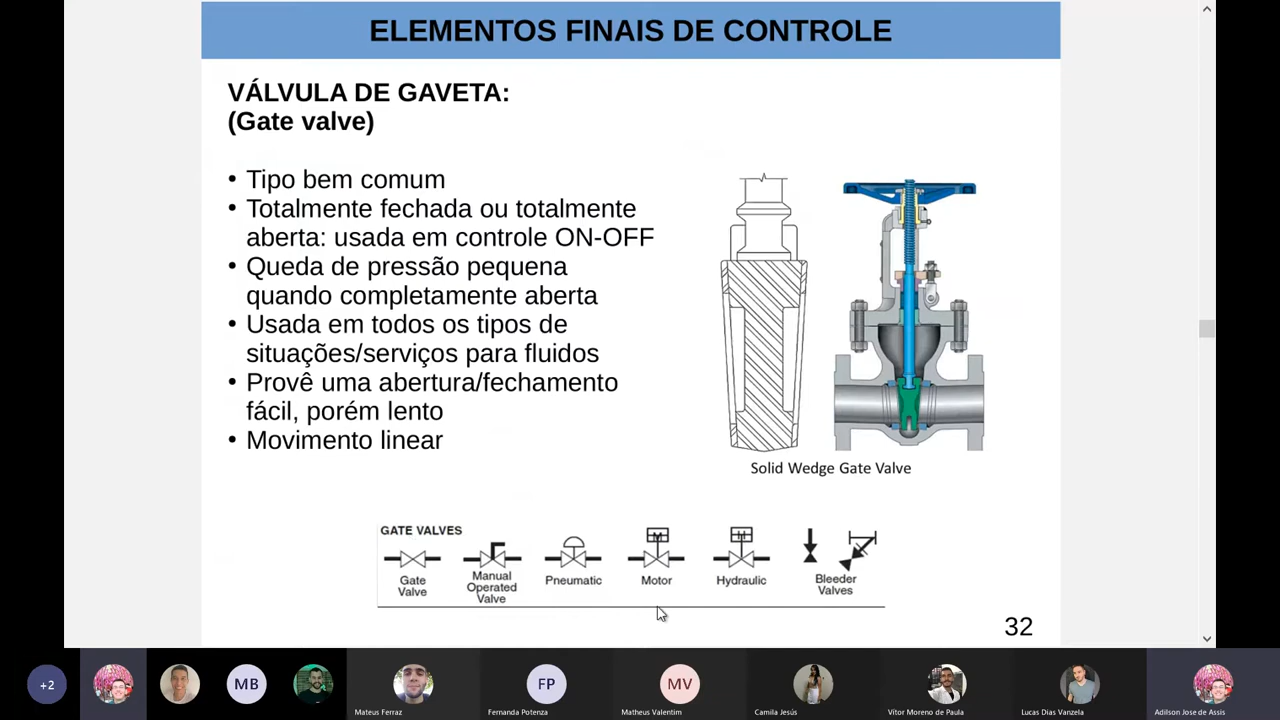 ELEMENTOS FINAIS DE CONTROLE
VÁLVULA DE GAVETA:
(Gate valve)
• Tipo bem comum
• Totalmente fechada ou totalmente
aberta: usada em controle ON-OFF
• Queda de pressão pequena
quando completamente aberta
• Usada em todos os tipos de
situações/serviços para fluidos
• Provê uma abertura/fechamento
fácil, porém lento
• Movimento linear
Solid Wedge Gate Valve
GATE VALVES
M
H
Gate
Valve
Manual
Operated
Valve
Pneumatic
Motor
Hydraulic
Bleeder
Valves
32
+2
MB
FP
MV
Mateus Ferraz
Fernanda Potenza
Matheus Valentim
Camila Jesús
Vítor Moreno de Paula
Lucas Dias Vanzela
Adilson Jose de Assis